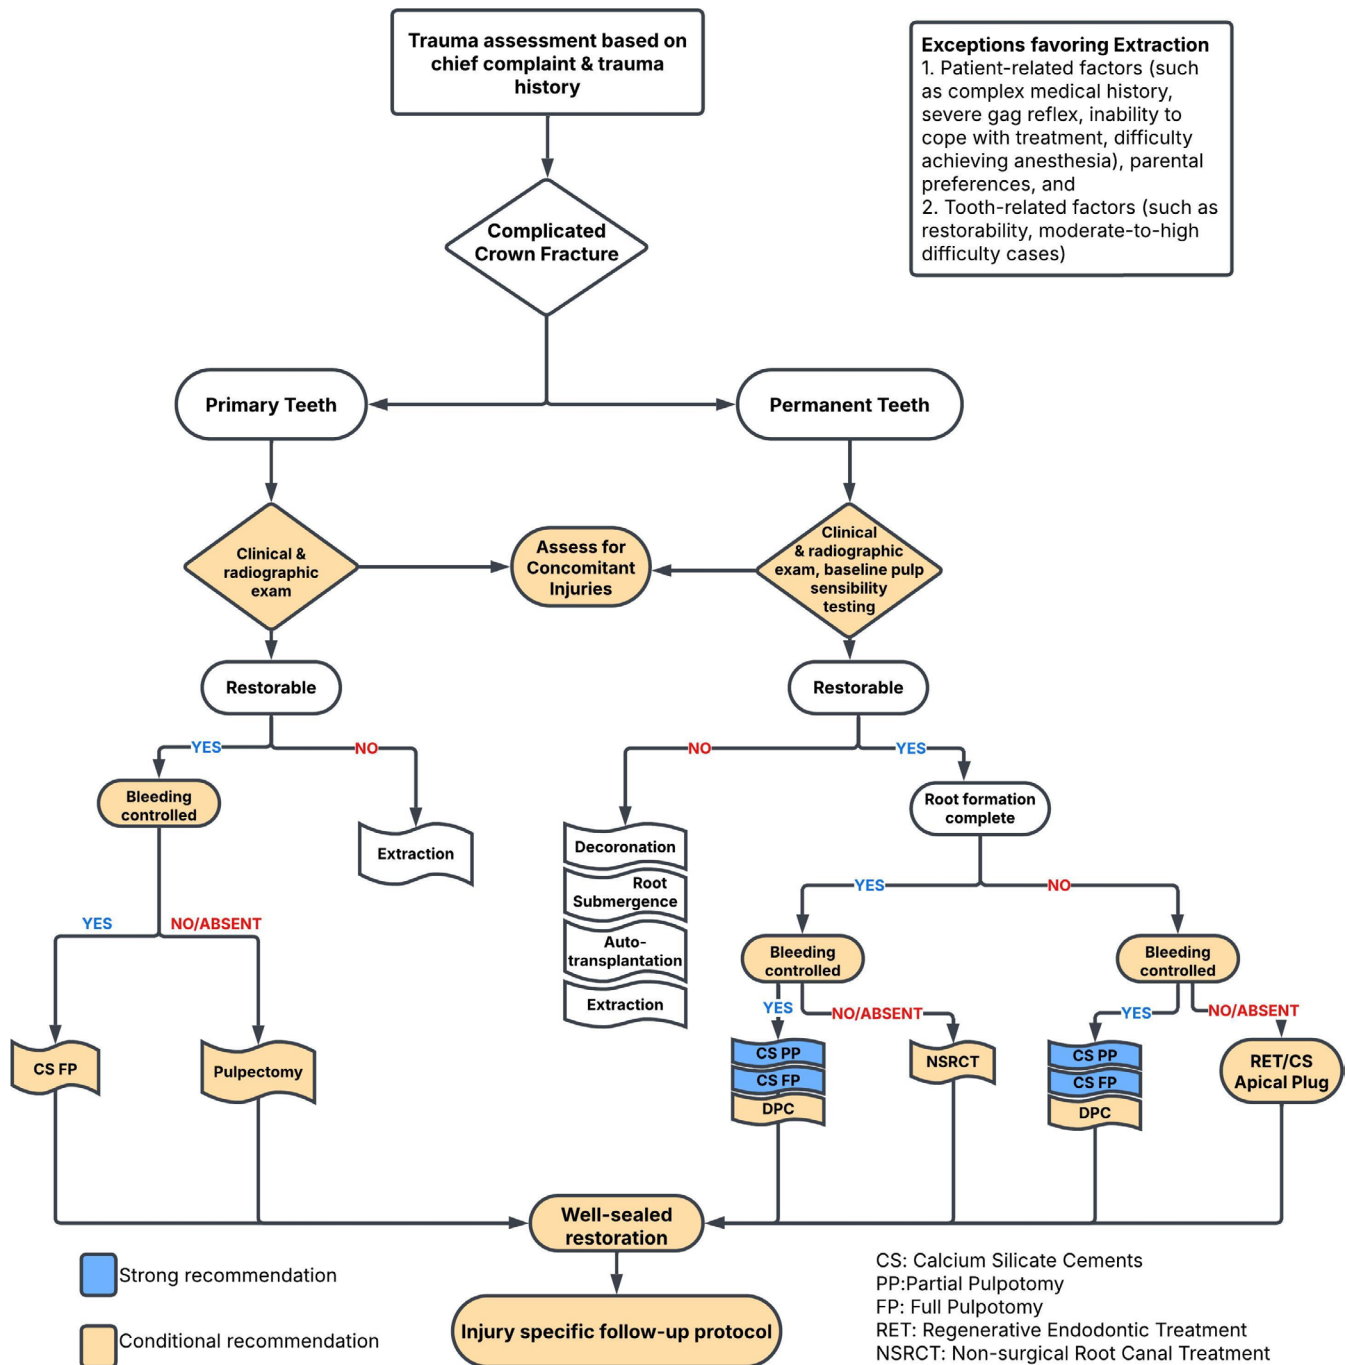 Trauma assessment based on
chief complaint & trauma
history
Exceptions favoring Extraction
1. Patient-related factors (such
as complex medical history,
severe gag reflex, inability to
cope with treatment, difficulty
achieving anesthesia), parental
preferences, and
2. Tooth-related factors (such as
restorability, moderate-to-high
difficulty cases)
Complicated
Crown Fracture
Primary Teeth
Permanent Teeth
Clinical &
radiographic
exam
Assess for
Concomitant
Injuries
Clinical
& radiographic
exam, baseline pulp
sensibility
testing
Restorable
Restorable
YES
NO
NO
YES
Bleeding
controlled
Extraction
Decoronation
Root
Submergence
Auto-
transplantation
Extraction
Root formation
complete
YES
NO
YES
NO/ABSENT
Bleeding
controlled
Bleeding
controlled
YES
NO/ABSENT
YES
NO/ABSENT
CS FP
Pulpectomy
CS PP
CS FP
DPC
NSRCT
CS PP
CS FP
DPC
RET/CS
Apical Plug
Well-sealed
restoration
Injury specific follow-up protocol
Strong recommendation
Conditional recommendation
CS: Calcium Silicate Cements
PP:Partial Pulpotomy
FP: Full Pulpotomy
RET: Regenerative Endodontic Treatment
NSRCT: Non-surgical Root Canal Treatment